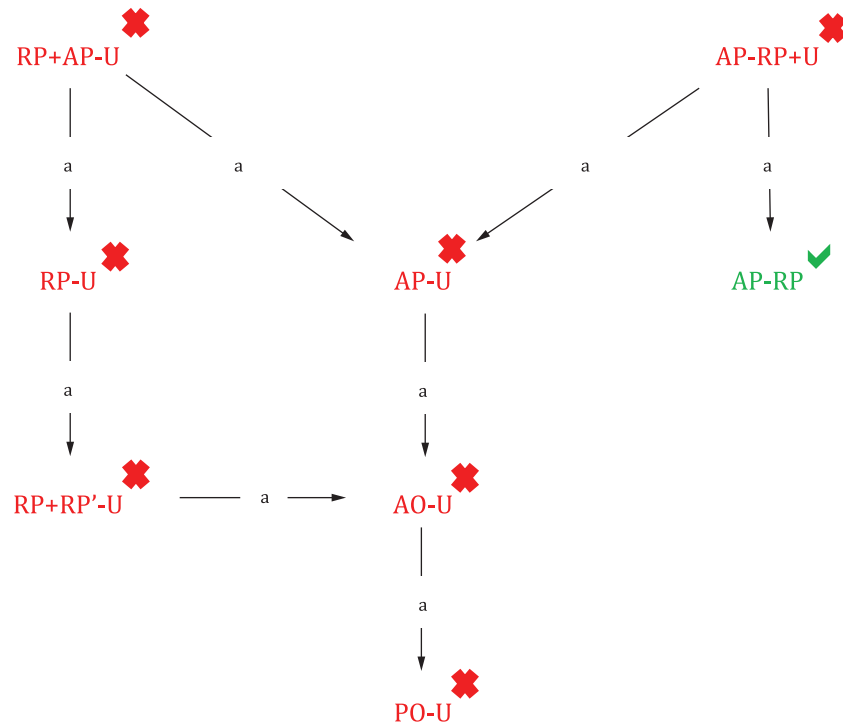 RP+AP-U
AP-RP+U
a
a
a
a
RP-U
AP-U
AP-RP
a
a
RP+RP’-U
a
AO-U
a
PO-U